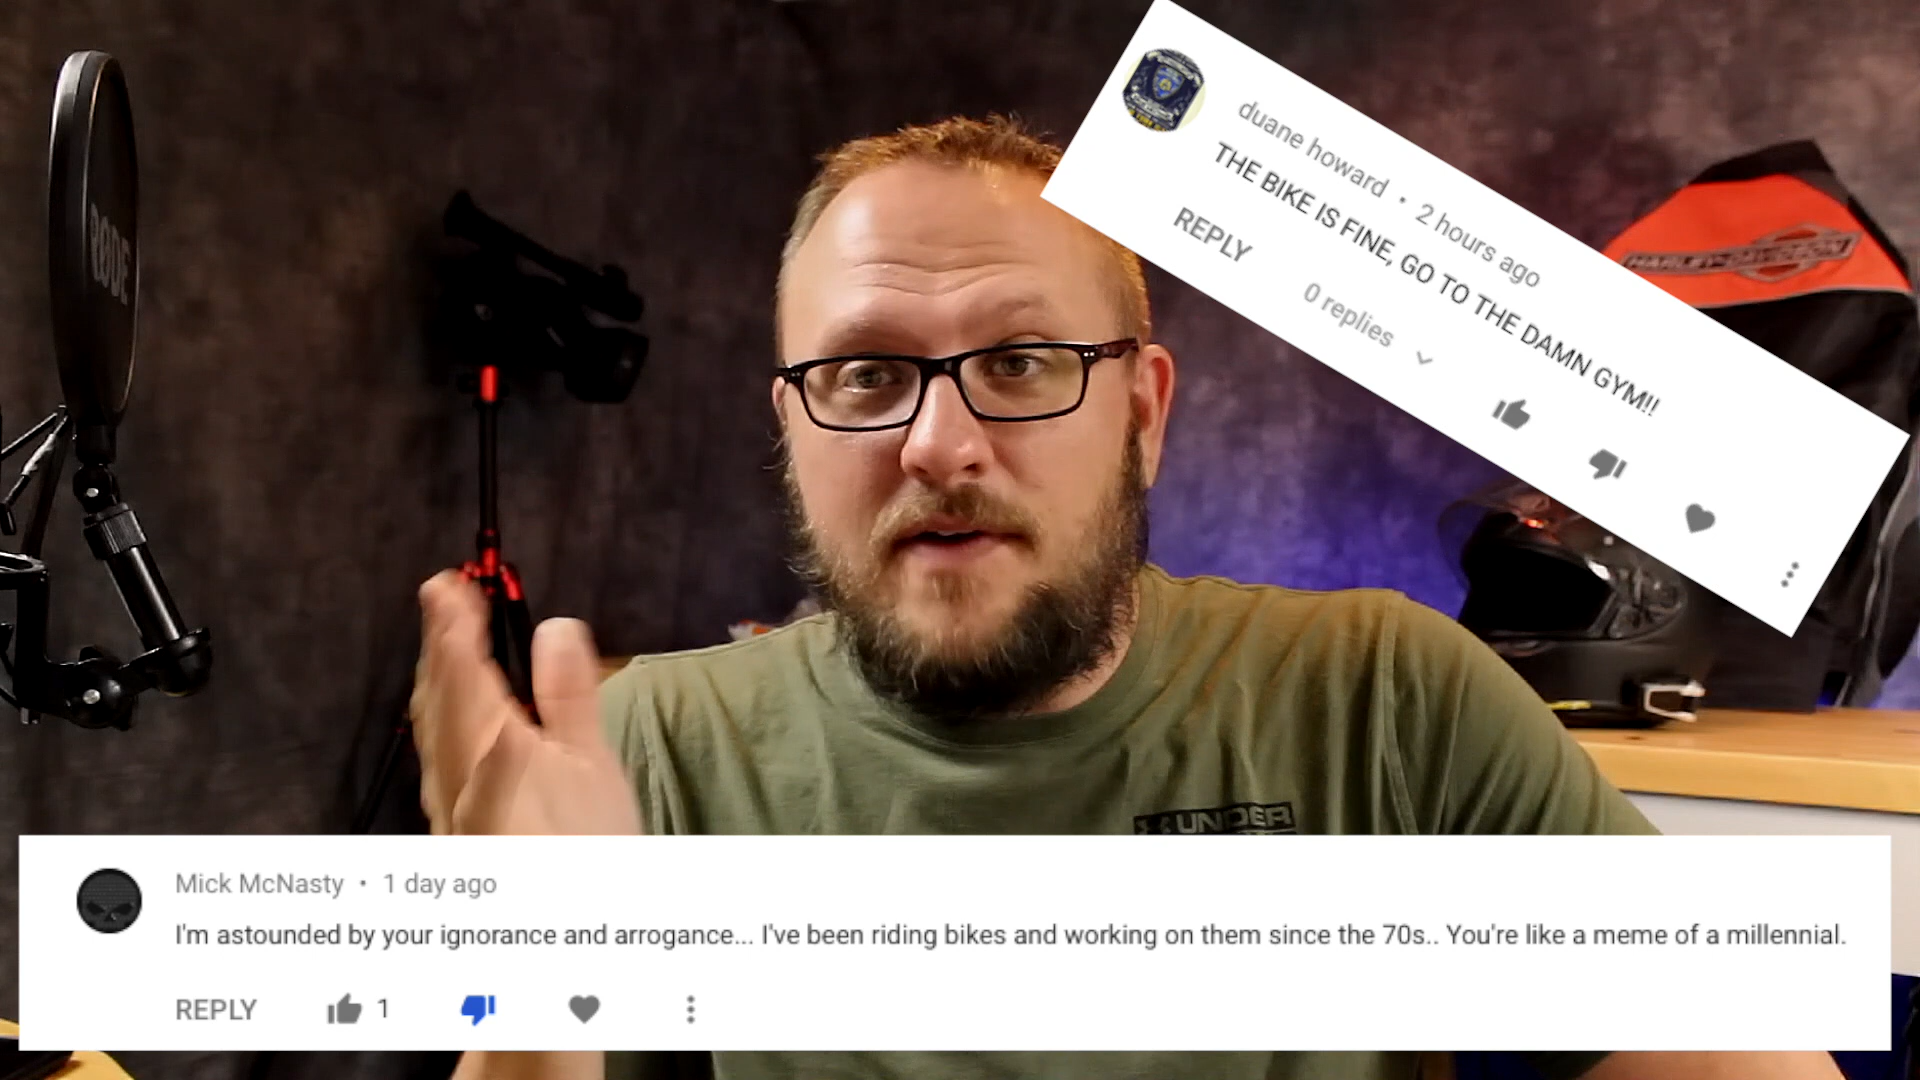 RØDE
duane howard • 2 hours ago
THE BIKE IS FINE, GO TO THE DAMN GYM!!
REPLY
0 replies
HARLEY-DAVIDSON
UNDER
Mick McNasty • 1 day ago
I'm astounded by your ignorance and arrogance... I've been riding bikes and working on them since the 70s.. You're like a meme of a millennial.
REPLY
1